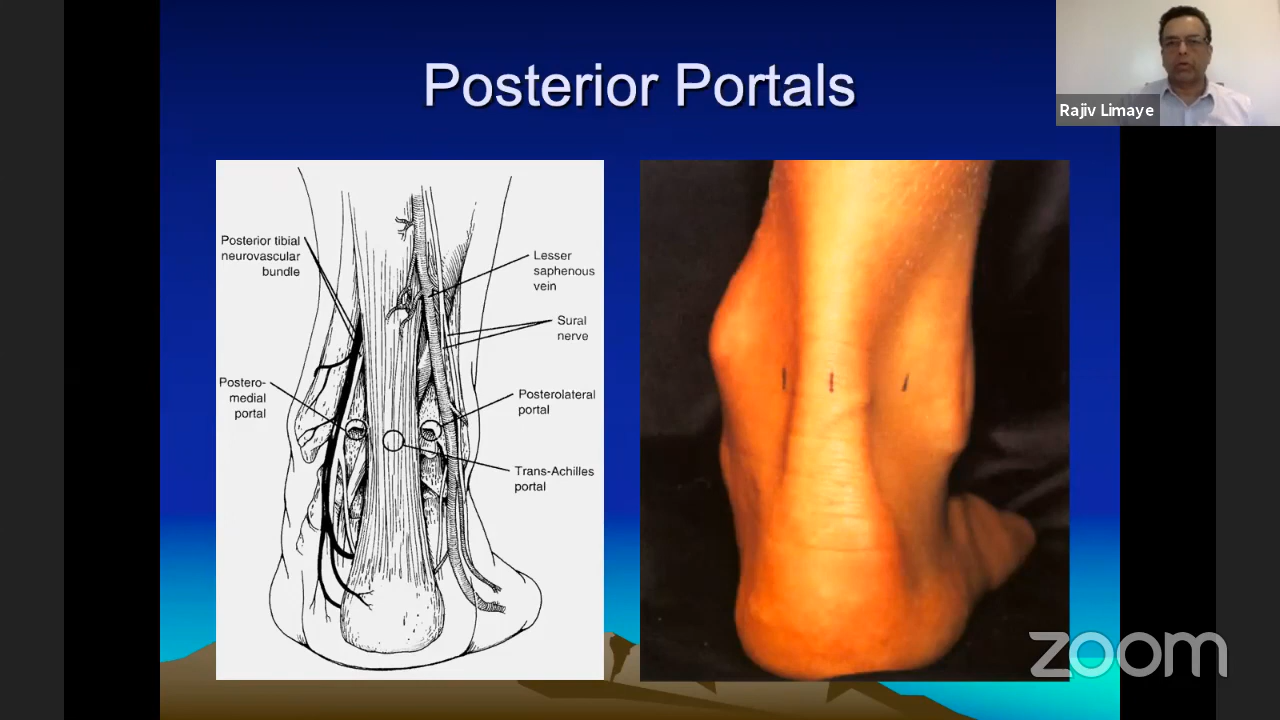 Posterior Portals
Rajiv Limaye
Posterior tibial
neurovascular
bundle
Lesser
saphenous
vein
Sural
nerve
Postero-
medial
portal
Posterolateral
portal
Trans-Achilles
portal
zoom